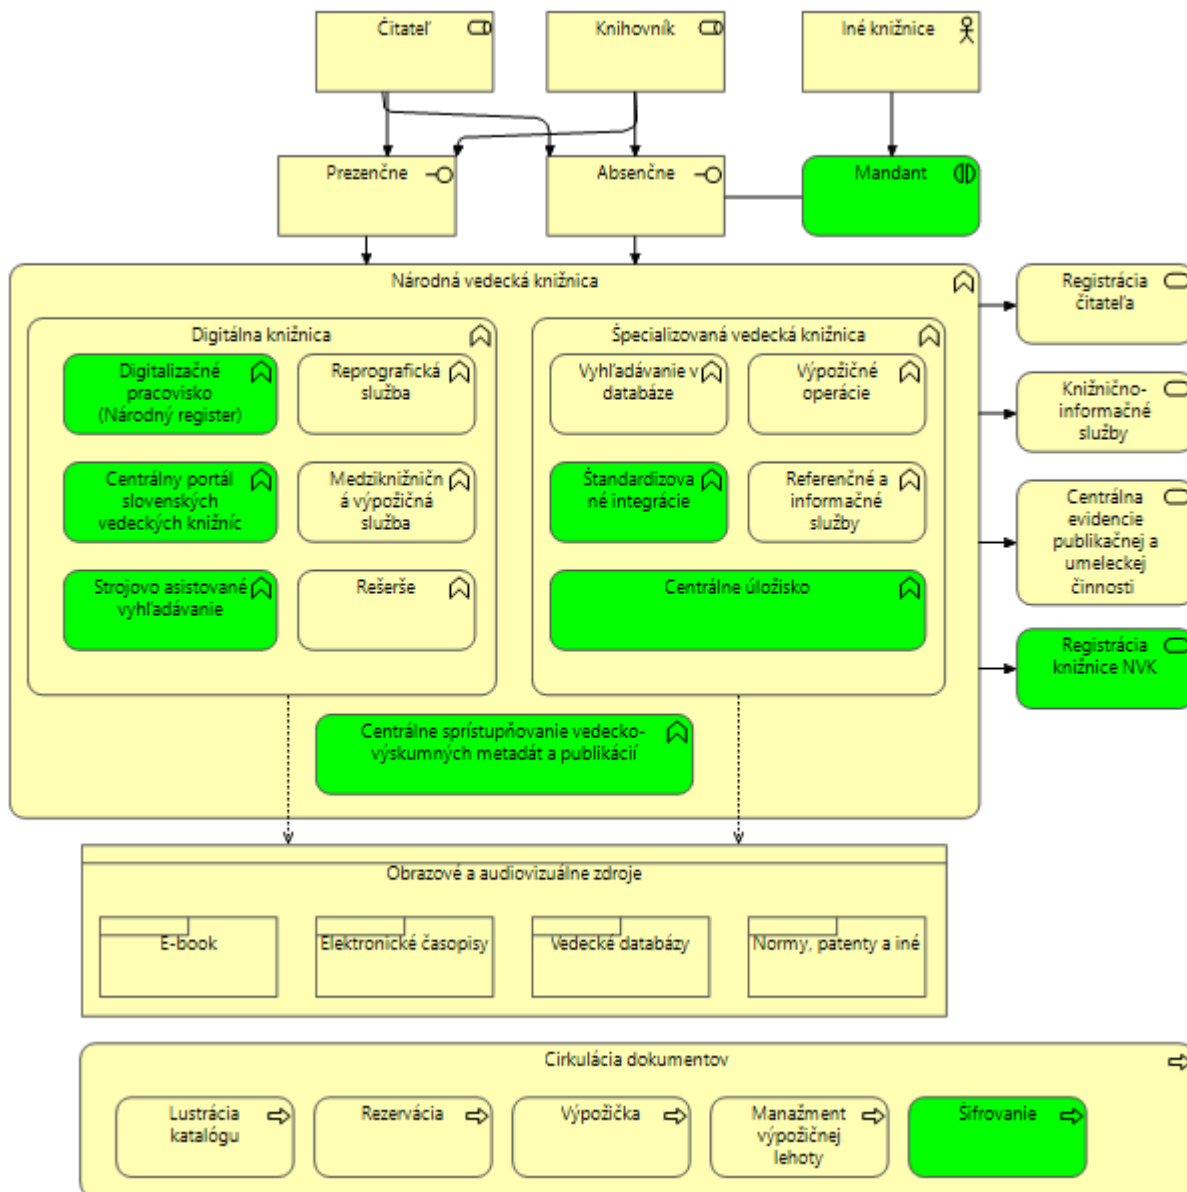 Čitateľ
Knihovník
Iné knižnice
Prezenčne
Absenčne
Mandant
Národná vedecká knižnica
Registrácia
čitateľa
Digitálna knižnica
Špecializovaná vedecká knižnica
Digitalizačné
pracovisko
(Národný register)
Reprografická
služba
Vyhľadávanie v
databáze
Výpožičné
operácie
Knižnično-
informačné
služby
Centrálny portál
slovenských
vedeckých knižníc
Medziknižničn
á výpožičná
služba
Štandardizova
né integrácie
Referenčné a
informačné
služby
Centrálna
evidencie
publikačnej a
umeleckej
činnosti
Strojovo asistované
vyhľadávanie
Rešerše
Centrálne úložisko
Registrácia
knižnice NVK
Centrálne sprístupňovanie vedecko-
výskumných metadát a publikácií
Obrazové a audiovizuálne zdroje
E-book
Elektronické časopisy
Vedecké databázy
Normy, patenty a iné
Cirkulácia dokumentov
Lustrácia
katalógu
Rezervácia
Výpožička
Manažment
výpožičnej
lehoty
Šifrovanie